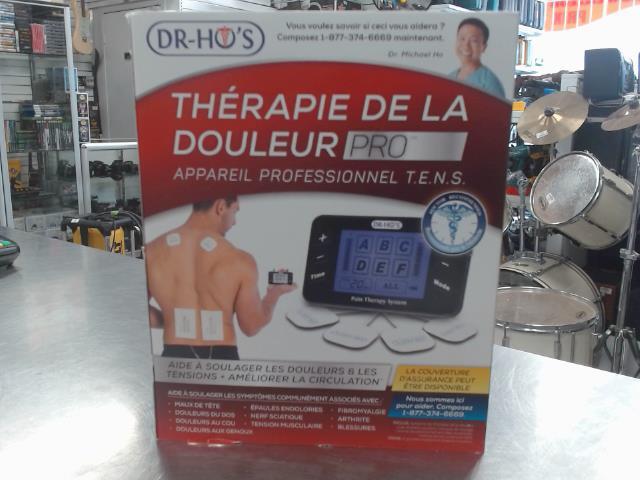 DR-HO'S
Vous voulez savoir si ceci vous aidera ?
Composez 1-877-374-6669 maintenant.
Dr. Michael Ho
THÉRAPIE DE LA
DOULEUR PRO
APPAREIL PROFESSIONNEL T.E.N.S.
DR-HO'S
A B C
D E F
20 ALL
+
−
Time
−
Mode
Pain Therapy System
AIDE À SOULAGER LES DOULEURS & LES
TENSIONS + AMÉLIORER LA CIRCULATION*
LA COUVERTURE
D'ASSURANCE PEUT
ÊTRE DISPONIBLE
AIDE À SOULAGER LES SYMPTÔMES COMMUNÉMENT ASSOCIÉS AVEC:
• MAUX DE TÊTE
• DOULEURS DU DOS
• DOULEURS AU COU
• DOULEURS AUX GENOUX
• ÉPAULES ENDOLORIES
• NERF SCIATIQUE
• TENSION MUSCULAIRE
• FIBROMYALGIE
• ARTHRITE
• BLESSURES
Nous sommes ici
pour aider. Composez
1-877-374-6669.